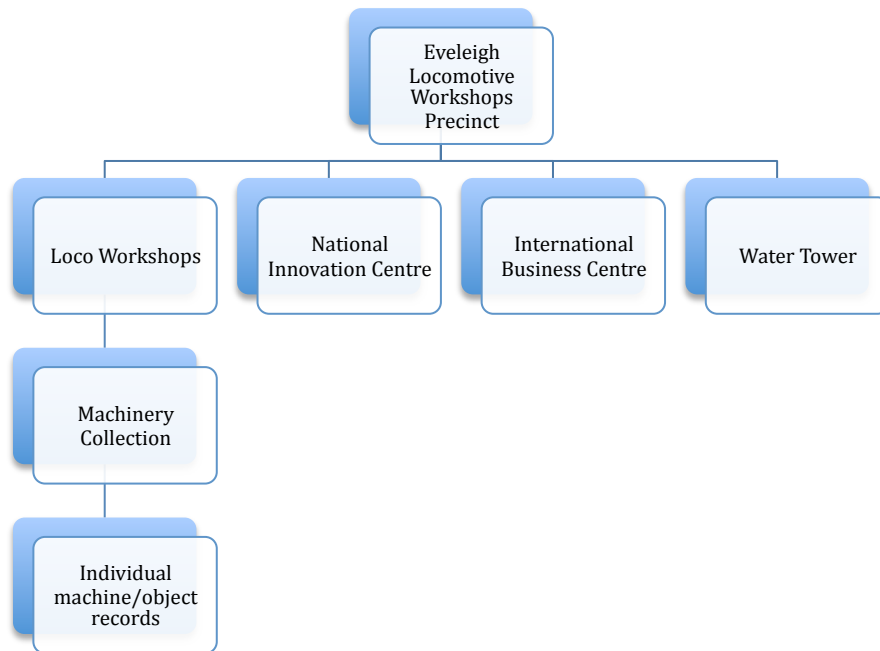 Eveleigh
Locomotive
Workshops
Precinct
Loco Workshops
National
Innovation Centre
International
Business Centre
Water Tower
Machinery
Collection
Individual
machine/object
records